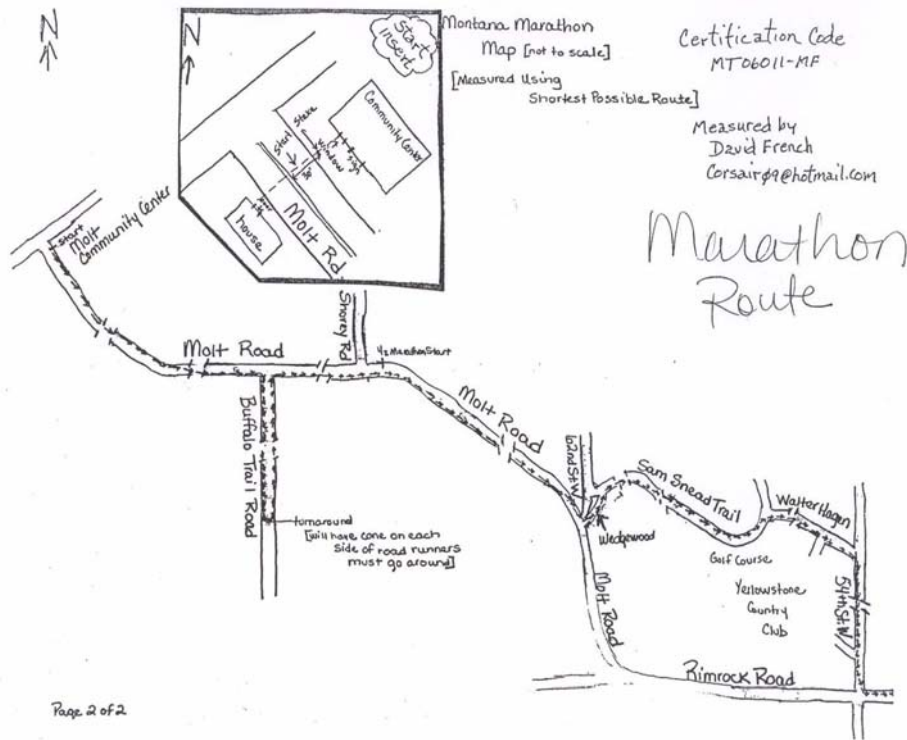 N
N
Start
insert
Montana Marathon
Map [not to scale]
[Measured Using
Shortest Possible Route]
Certification Code
MT06011-MF
Measured by
David French
Corsairø9@hotmail.com
Marathon
Route
Community Center
sign
window
Stake
Start
house
Molt Rd
Start
Molt
Community Center
Shorey Rd
1/2 Marathon Start
Molt Road
Buffalo Trail Road
turnaround
[will have cone on each
side of road runners
must go around]
Molt Road
62nd St. W
Sam Snead Trail
Walter Hagen
Wedgewood
Golf Course
Yellowstone
Country
Club
54th St. W
Molt Road
Rimrock Road
Page 2 of 2